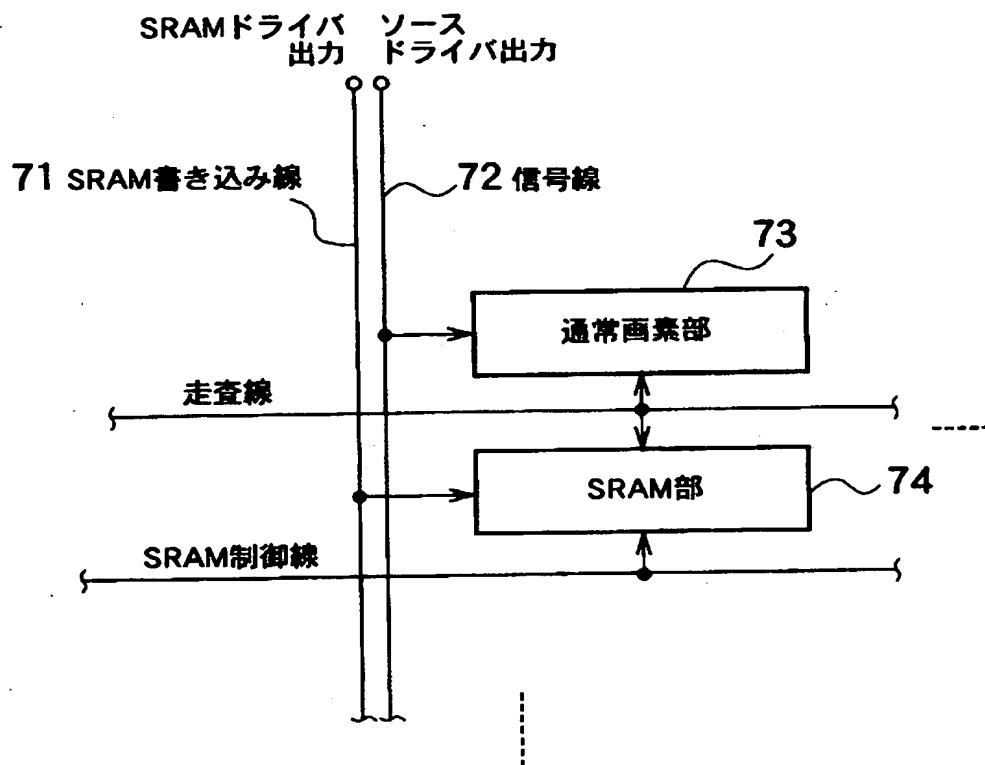 SRAMドライバ
出力
ソース
ドライバ出力
71 SRAM書き込み線
72 信号線
73
通常画素部
走査線
SRAM部
74
SRAM制御線